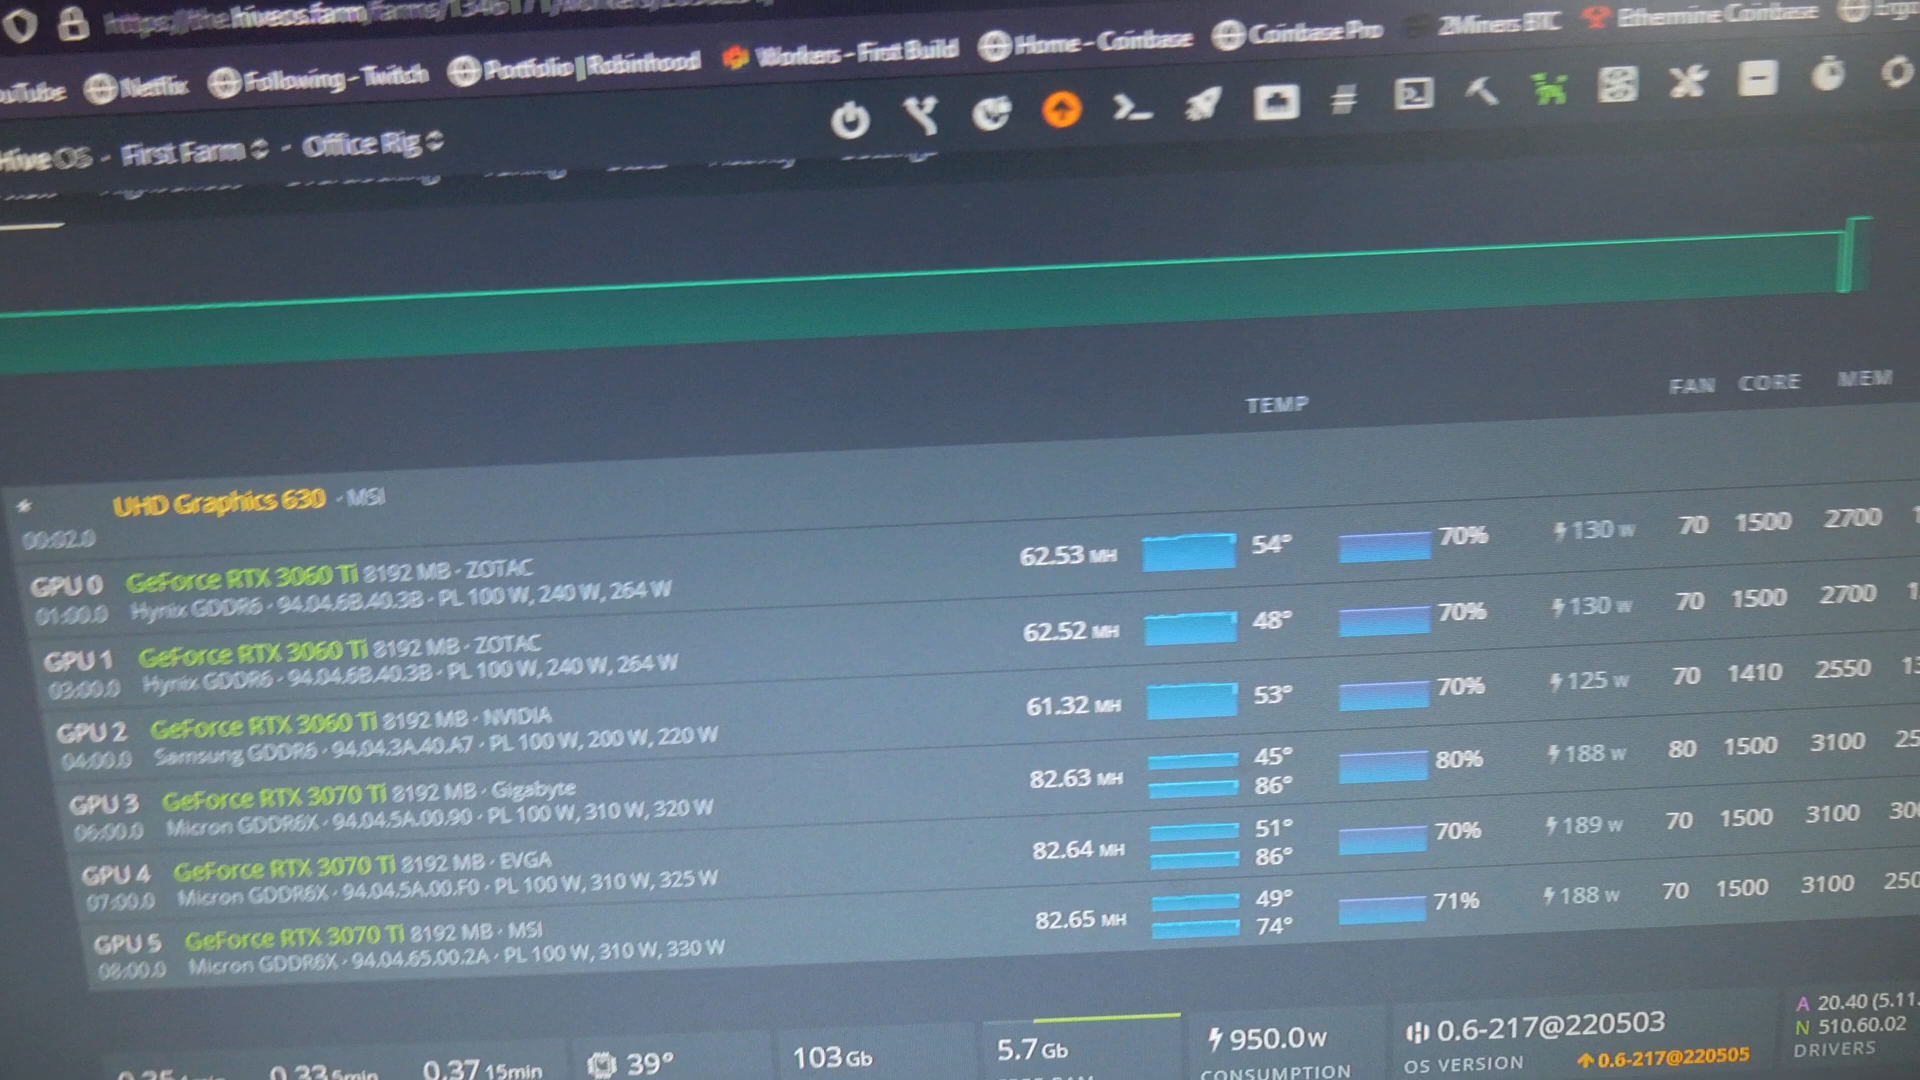 Netflix Following - Twitch Portfolio | Robinhood Workers - First Build Home - Coinbase Coinbase Pro 2Miners BTC Ethermine Coinbase
Hive OS - First Farm - Office Rig
TEMP FAN CORE MEM
* UHD Graphics 630 · MSI
00:02.0
GPU 0 GeForce RTX 3060 Ti 8192 MB · ZOTAC 62.53 MH 54° 70% 130 W 70 1500 2700
01:00.0 Hynix GDDR6 · 94.04.6B.40.3B · PL 100 W, 240 W, 264 W
GPU 1 GeForce RTX 3060 Ti 8192 MB · ZOTAC 62.52 MH 48° 70% 130 W 70 1500 2700
03:00.0 Hynix GDDR6 · 94.04.6B.40.3B · PL 100 W, 240 W, 264 W
GPU 2 GeForce RTX 3060 Ti 8192 MB · NVIDIA 61.32 MH 53° 70% 125 W 70 1410 2550
04:00.0 Samsung GDDR6 · 94.04.3A.40.A7 · PL 100 W, 200 W, 220 W
GPU 3 GeForce RTX 3070 Ti 8192 MB · Gigabyte 82.63 MH 45° 86° 80% 188 W 80 1500 3100
06:00.0 Micron GDDR6X · 94.04.5A.00.90 · PL 100 W, 310 W, 320 W
GPU 4 GeForce RTX 3070 Ti 8192 MB · EVGA 82.64 MH 51° 86° 70% 189 W 70 1500 3100
07:00.0 Micron GDDR6X · 94.04.5A.00.F0 · PL 100 W, 310 W, 325 W
GPU 5 GeForce RTX 3070 Ti 8192 MB · MSI 82.65 MH 49° 74° 71% 188 W 70 1500 3100
08:00.0 Micron GDDR6X · 94.04.65.00.2A · PL 100 W, 310 W, 330 W
0.37 15min 39° 103 Gb 5.7 Gb 950.0 W 0.6-217@220503 A 20.40 (5.11.
N 510.60.02
CONSUMPTION OS VERSION 0.6-217@220505 DRIVERS